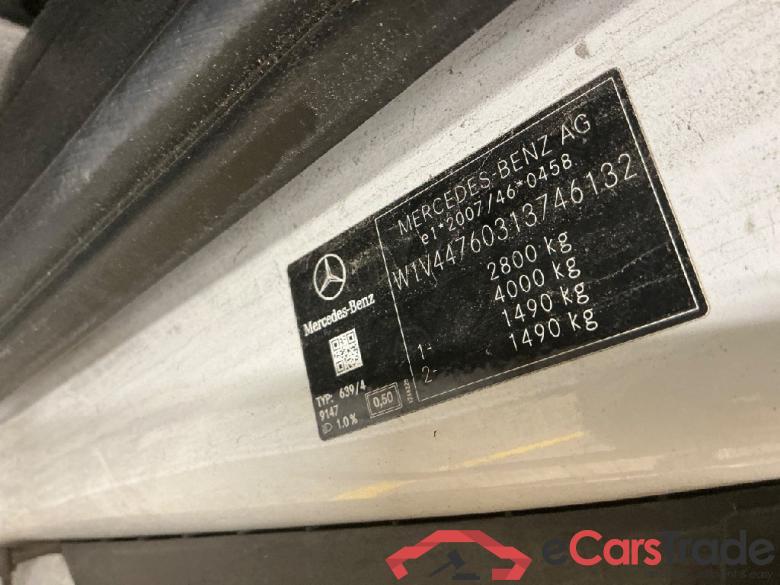 MERCEDES-BENZ AG
e1*2007/46*0458
W1V44760313746132
2800 kg
4000 kg
1- 1490 kg
2- 1490 kg
Mercedes-Benz
TYP: 639/4
9147
1.0% 0,50
eCarsTrade